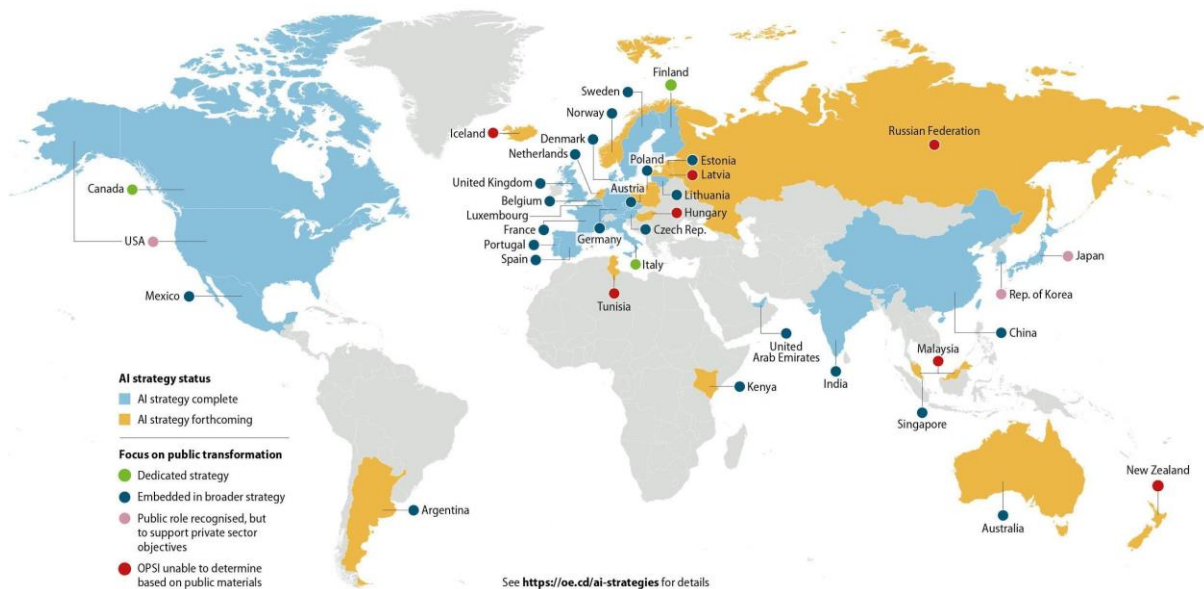 Finland
Sweden
Norway
Russian Federation
Iceland
Denmark
Netherlands
Poland
Estonia
Latvia
Canada
United Kingdom
Austria
Lithuania
Belgium
Luxembourg
Hungary
USA
France
Germany
Czech Rep.
Portugal
Spain
Italy
Japan
Mexico
Tunisia
Rep. of Korea
China
United
Arab Emirates
Malaysia
India
Kenya
Singapore
AI strategy status
AI strategy complete
AI strategy forthcoming
Focus on public transformation
Dedicated strategy
Embedded in broader strategy
Public role recognised, but
to support private sector
objectives
OPSI unable to determine
based on public materials
Argentina
New Zealand
Australia
See https://oe.cd/ai-strategies for details